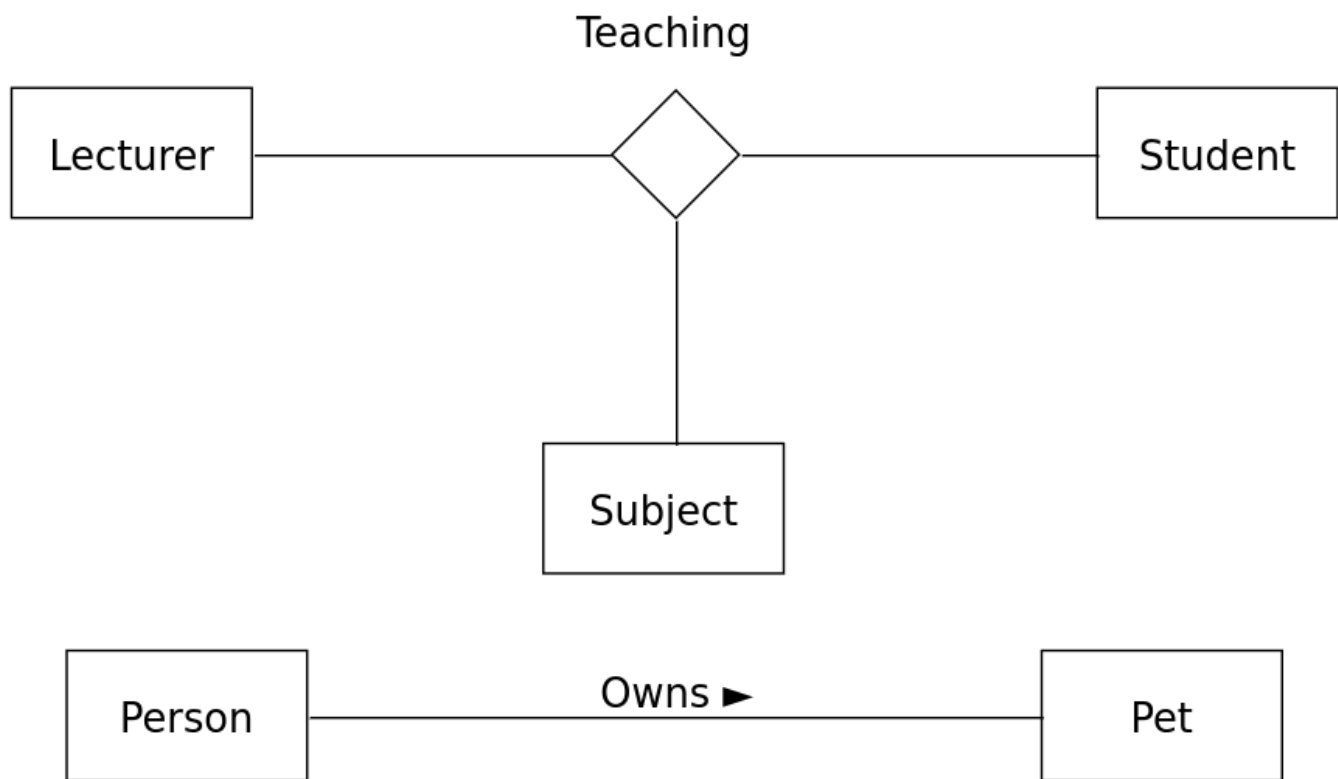 Teaching
Lecturer
Student
Subject
Owns ►
Person
Pet